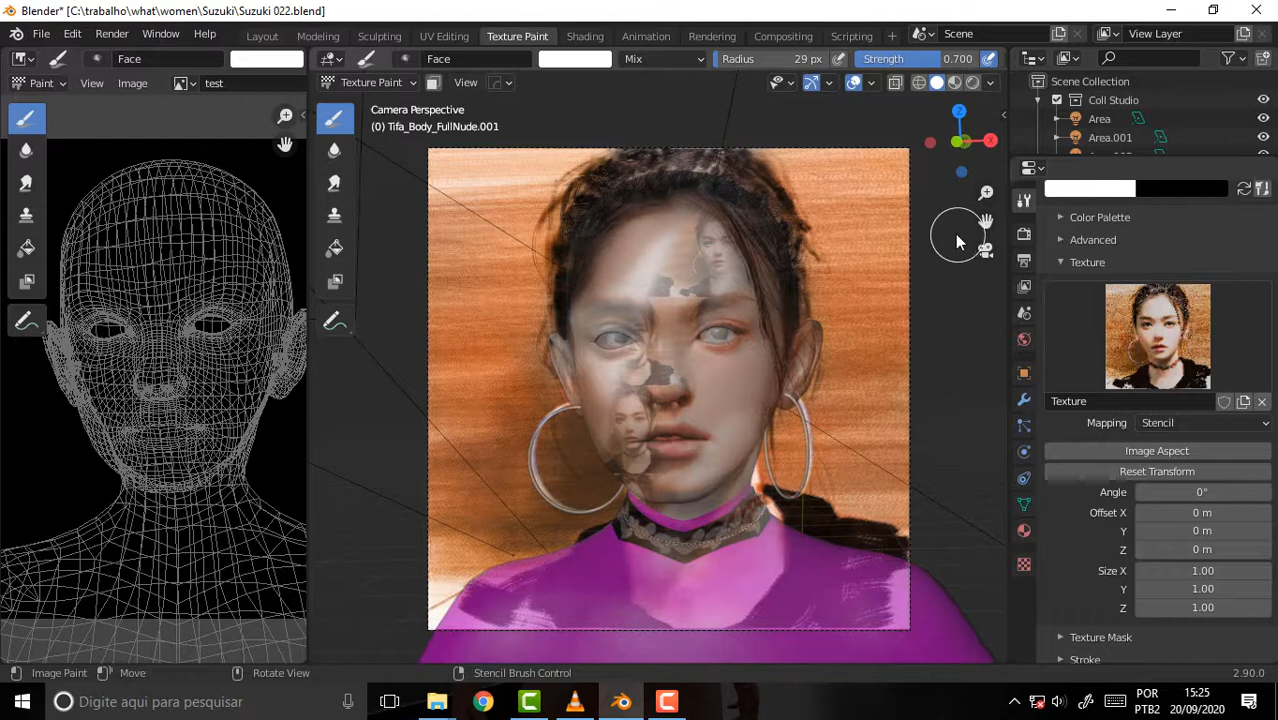 Blender* [C:\trabalho\what\women\Suzuki\Suzuki 022.blend]
File Edit Render Window Help Layout Modeling Sculpting UV Editing Texture Paint Shading Animation Rendering Compositing Scripting Scene View Layer
Face Face Mix Radius 29 px Strength 0.700
Paint View Image test Texture Paint View
Scene Collection
Coll Studio
Area
Area.001
Camera Perspective
(0) Tifa_Body_FullNude.001
Color Palette
Advanced
Texture
Texture
Mapping Stencil
Image Aspect
Reset Transform
Angle 0°
Offset X 0 m
Y 0 m
Z 0 m
Size X 1.00
Y 1.00
Z 1.00
Texture Mask
Stroke
Image Paint Move Rotate View Stencil Brush Control 2.90.0
Digite aqui para pesquisar
POR
PTB2
15:25
20/09/2020